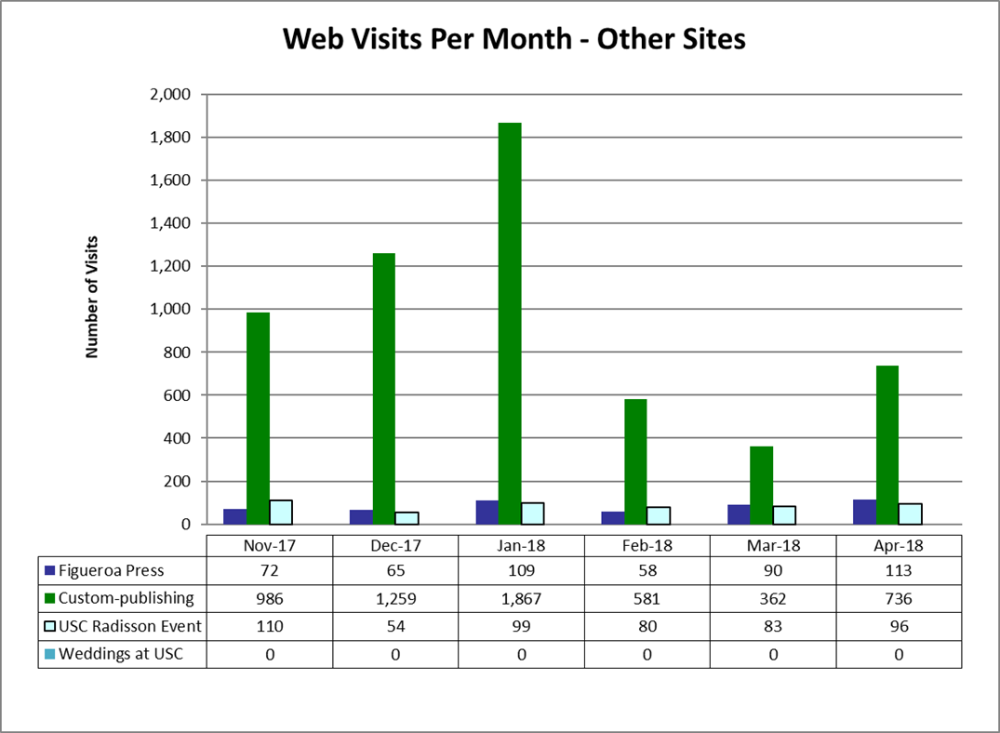 Web Visits Per Month - Other Sites
2,000
1,800
1,600
1,400
1,200
1,000
800
600
400
200
0
Number of Visits
Nov-17 Dec-17 Jan-18 Feb-18 Mar-18 Apr-18
Figueroa Press 72 65 109 58 90 113
Custom-publishing 986 1,259 1,867 581 362 736
USC Radisson Event 110 54 99 80 83 96
Weddings at USC 0 0 0 0 0 0